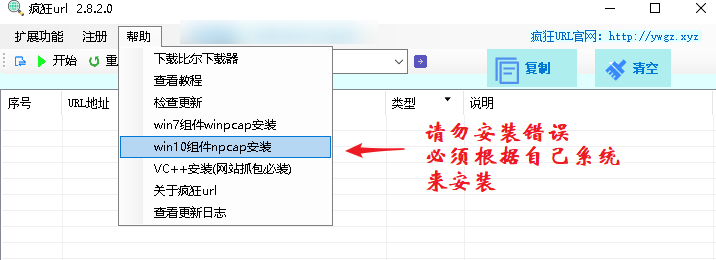 疯狂url 2.8.2.0
扩展功能 注册 帮助
疯狂URL官网：http://ywgz.xyz
开始 重
复制 清空
序号 URL地址 类型 说明
下载比尔下载器
查看教程
检查更新
win7组件winpcap安装
win10组件npcap安装
VC++安装(网站抓包必装)
关于疯狂url
查看更新日志
请勿安装错误
必须根据自己系统
来安装